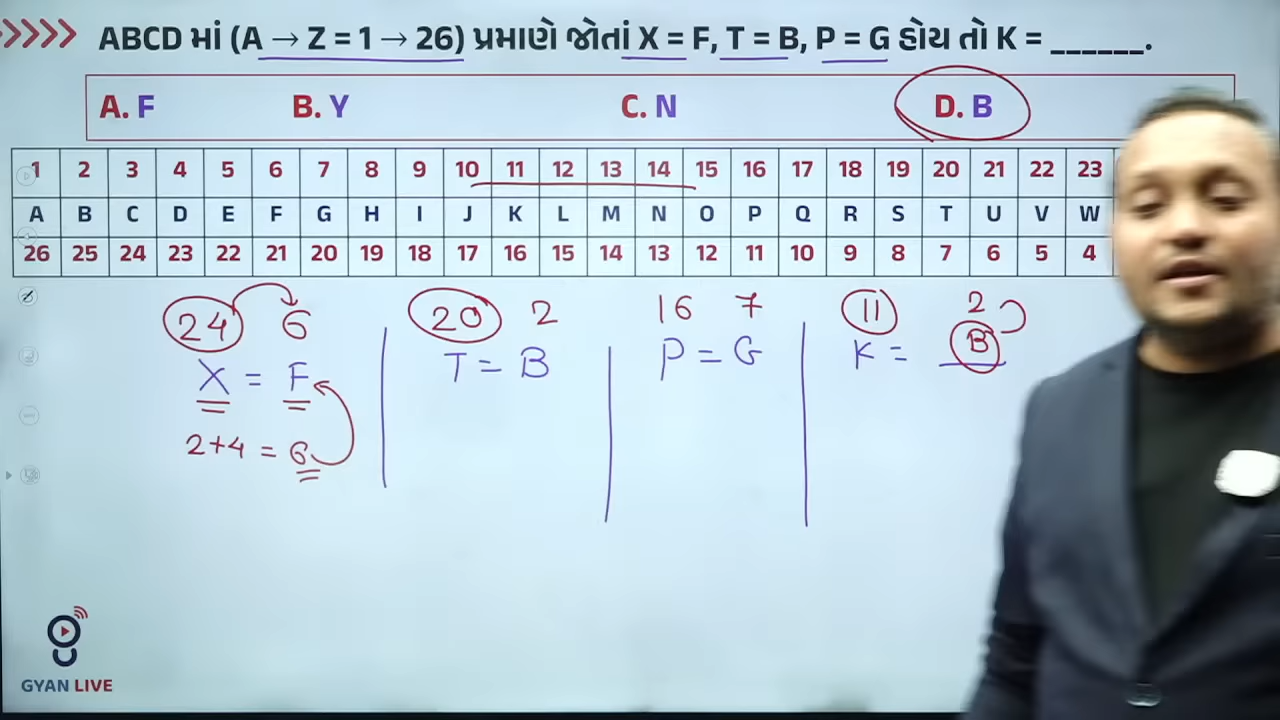 ABCD માં (A → Z = 1 → 26) પ્રમાણે જોતાં X = F, T = B, P = G હોય તો K = ______.
A. F B. Y C. N D. B
1 2 3 4 5 6 7 8 9 10 11 12 13 14 15 16 17 18 19 20 21 22 23
A B C D E F G H I J K L M N O P Q R S T U V W
26 25 24 23 22 21 20 19 18 17 16 15 14 13 12 11 10 9 8 7 6 5 4
24 6 20 2 16 7 11 2
X = F T = B P = G K = B
2+4 = 6
GYAN LIVE